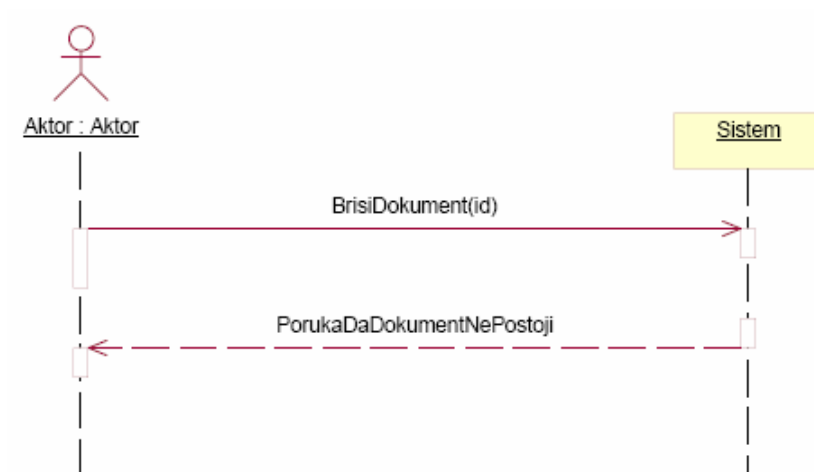 Aktor : Aktor
Sistem
BrisiDokument(id)
PorukaDaDokumentNePostoji